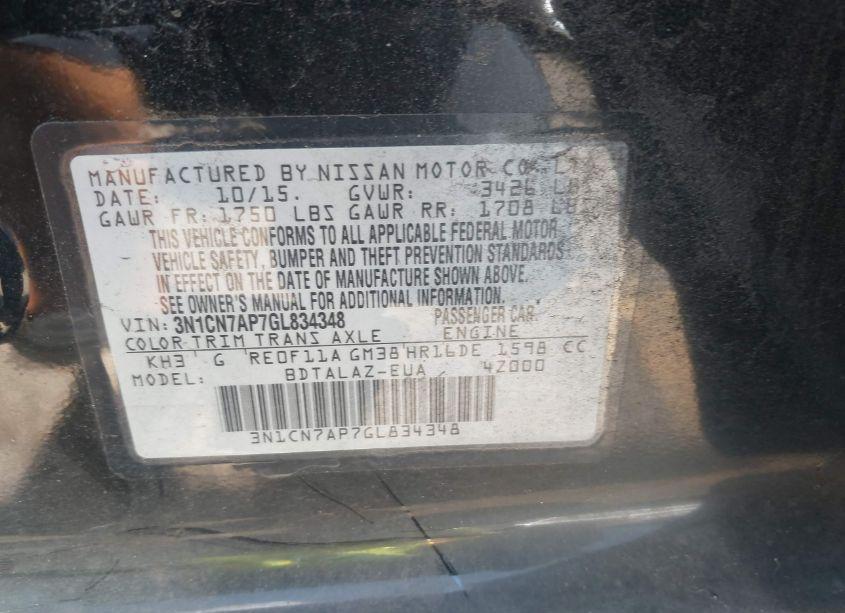 MANUFACTURED BY NISSAN MOTOR CO.
DATE: 10/15. GVWR: 3426 LB
GAWR FR: 1750 LBS GAWR RR: 1708
THIS VEHICLE CONFORMS TO ALL APPLICABLE FEDERAL MOTOR
VEHICLE SAFETY, BUMPER AND THEFT PREVENTION STANDARDS
IN EFFECT ON THE DATE OF MANUFACTURE SHOWN ABOVE.
SEE OWNER'S MANUAL FOR ADDITIONAL INFORMATION.
VIN: 3N1CN7AP7GL834348 PASSENGER CAR
COLOR TRIM TRANS AXLE ENGINE
KH3 G RE0F11A GM38 HR16DE 1598 CC
MODEL: BDTALAZ-EUA 4Z000
3N1CN7AP7GL834348